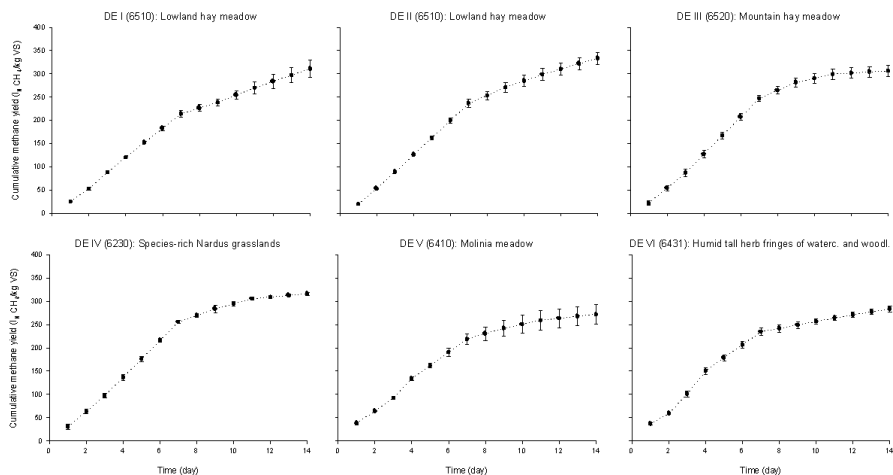 DE I (6510): Lowland hay meadow
DE II (6510): Lowland hay meadow
DE III (6520): Mountain hay meadow
Cumulative methane yield (lN CH4/kg VS)
400
350
300
250
200
150
100
50
0
DE IV (6230): Species-rich Nardus grasslands
DE V (6410): Molinia meadow
DE VI (6431): Humid tall herb fringes of waterc. and woodl.
Cumulative methane yield (lN CH4/kg VS)
400
350
300
250
200
150
100
50
0
0 2 4 6 8 10 12 14
0 2 4 6 8 10 12 14
0 2 4 6 8 10 12 14
Time (day)
Time (day)
Time (day)